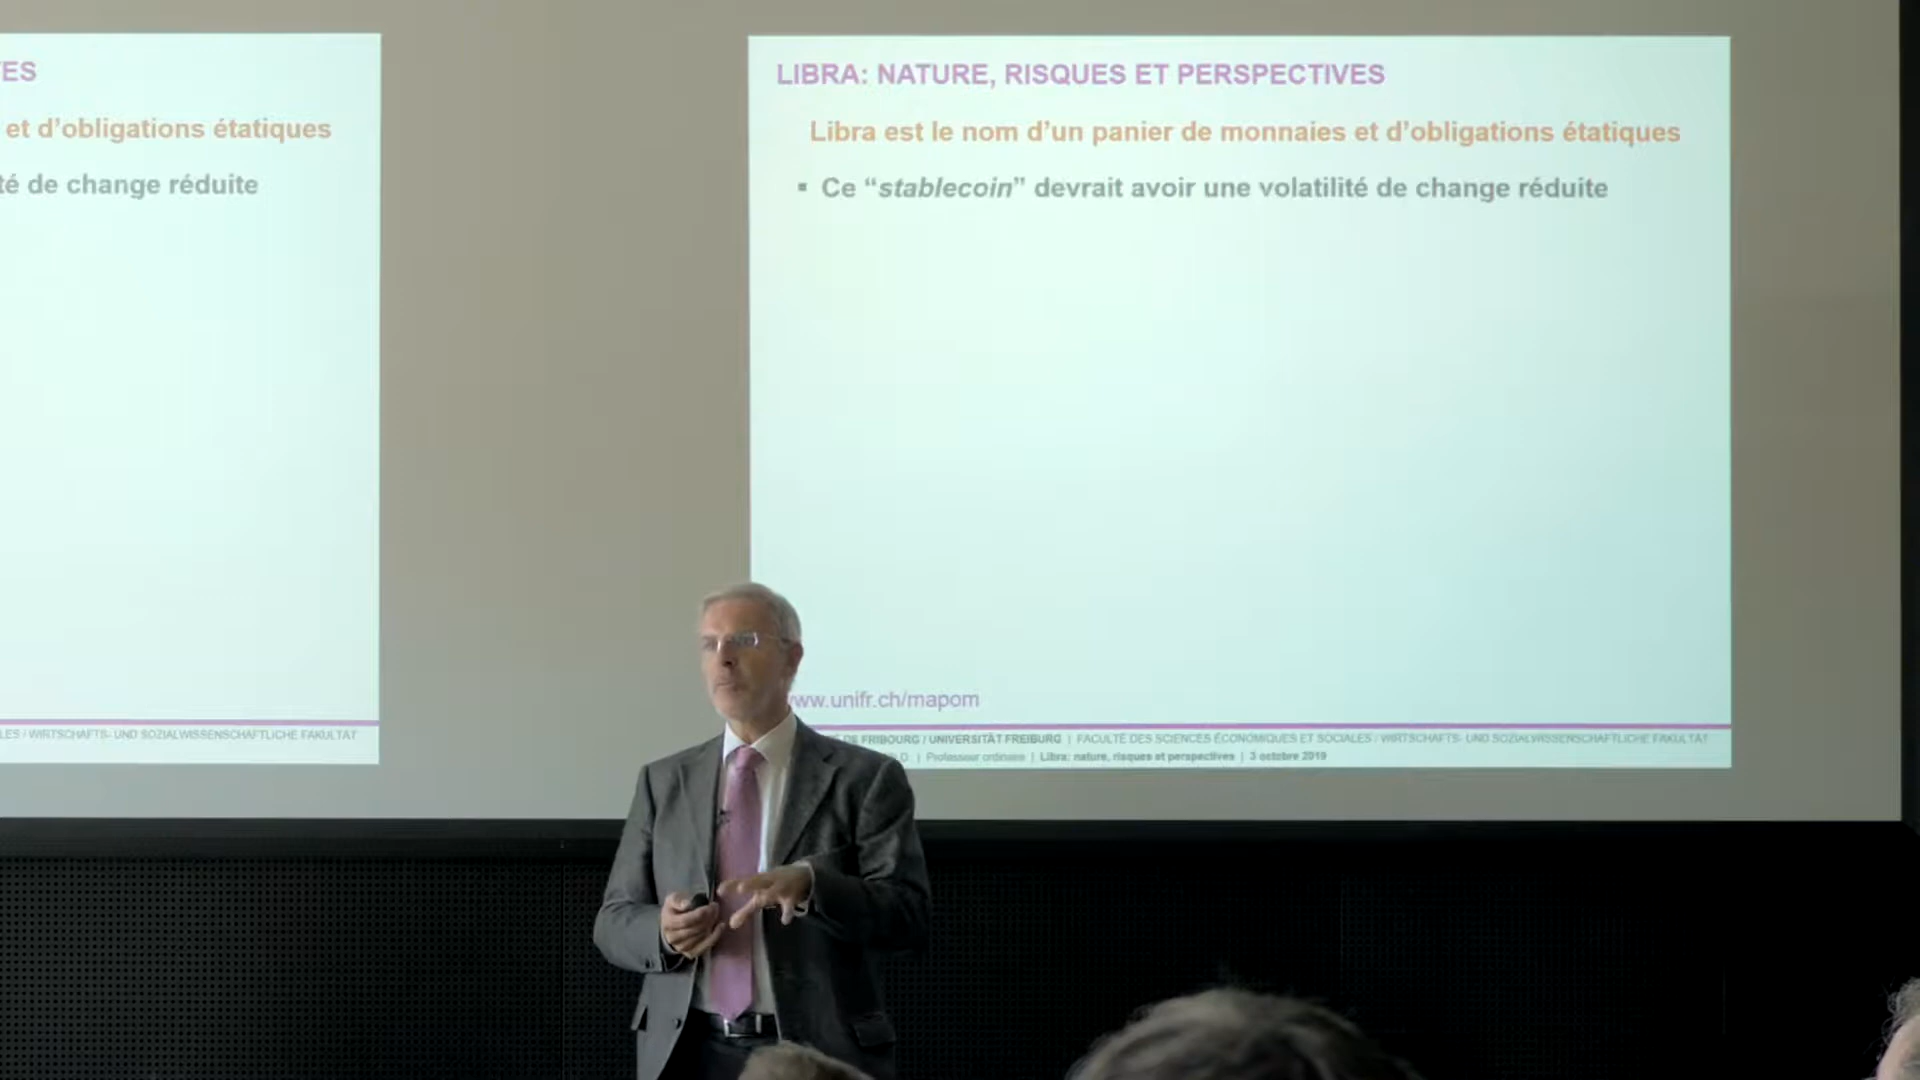 ES
et d’obligations étatiques
té de change réduite
LES / WIRTSCHAFTS- UND SOZIALWISSENSCHAFTLICHE FAKULTÄT
LIBRA: NATURE, RISQUES ET PERSPECTIVES
Libra est le nom d’un panier de monnaies et d’obligations étatiques
▪ Ce “stablecoin” devrait avoir une volatilité de change réduite
www.unifr.ch/mapom
DE FRIBOURG / UNIVERSITÄT FREIBURG | FACULTÉ DES SCIENCES ÉCONOMIQUES ET SOCIALES / WIRTSCHAFTS- UND SOZIALWISSENSCHAFTLICHE FAKULTÄT
D. | Professeur ordinaire | Libra: nature, risques et perspectives | 3 octobre 2019